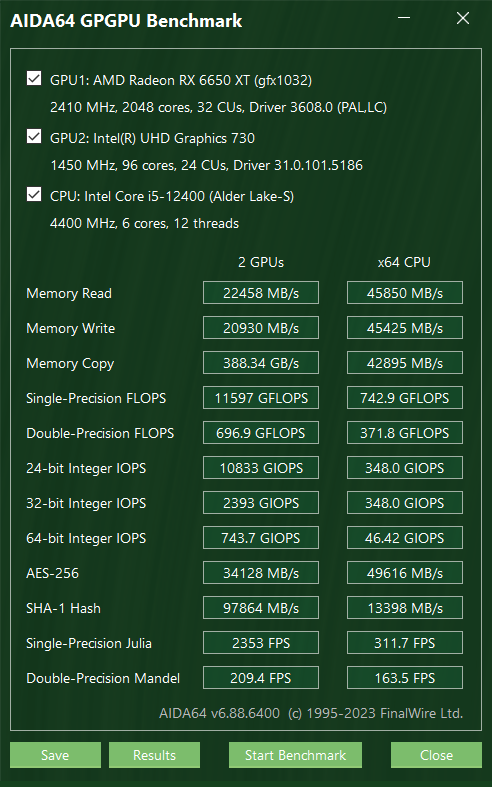 AIDA64 GPGPU Benchmark
GPU1: AMD Radeon RX 6650 XT (gfx1032)
2410 MHz, 2048 cores, 32 CUs, Driver 3608.0 (PAL,LC)
GPU2: Intel(R) UHD Graphics 730
1450 MHz, 96 cores, 24 CUs, Driver 31.0.101.5186
CPU: Intel Core i5-12400 (Alder Lake-S)
4400 MHz, 6 cores, 12 threads
2 GPUs x64 CPU
Memory Read 22458 MB/s 45850 MB/s
Memory Write 20930 MB/s 45425 MB/s
Memory Copy 388.34 GB/s 42895 MB/s
Single-Precision FLOPS 11597 GFLOPS 742.9 GFLOPS
Double-Precision FLOPS 696.9 GFLOPS 371.8 GFLOPS
24-bit Integer IOPS 10833 GIOPS 348.0 GIOPS
32-bit Integer IOPS 2393 GIOPS 348.0 GIOPS
64-bit Integer IOPS 743.7 GIOPS 46.42 GIOPS
AES-256 34128 MB/s 49616 MB/s
SHA-1 Hash 97864 MB/s 13398 MB/s
Single-Precision Julia 2353 FPS 311.7 FPS
Double-Precision Mandel 209.4 FPS 163.5 FPS
AIDA64 v6.88.6400 (c) 1995-2023 FinalWire Ltd.
Save Results Start Benchmark Close